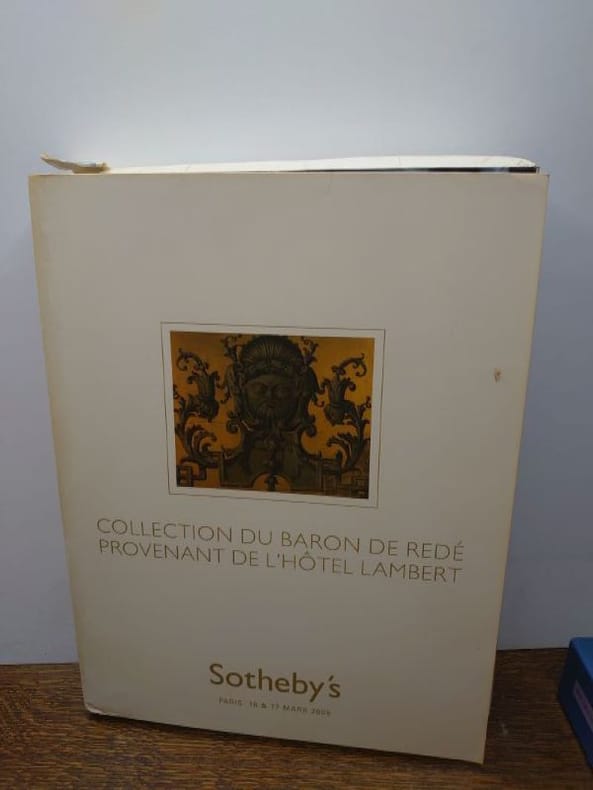 COLLECTION DU BARON DE REDÉ
PROVENANT DE L'HÔTEL LAMBERT
Sotheby's
PARIS 16 & 17 MARS 2005